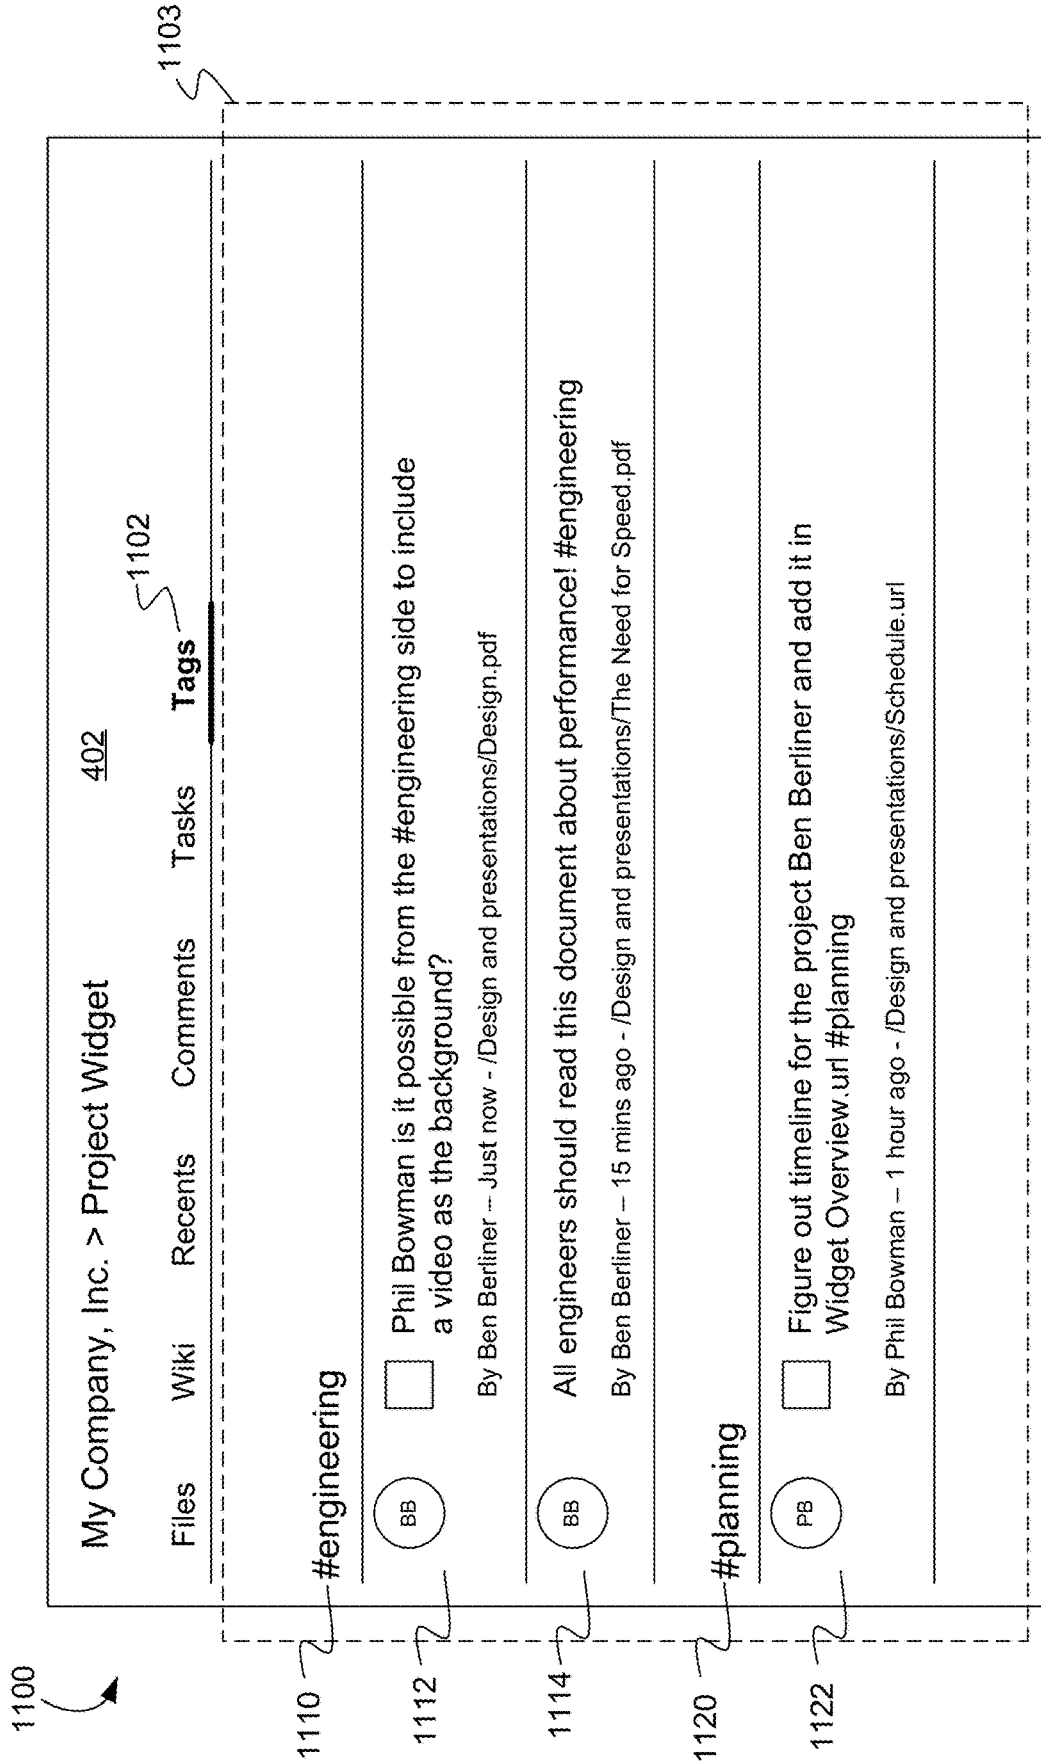 1100
1103
My Company, Inc. > Project Widget
402
1102
Files Wiki Recents Comments Tasks Tags
1110
#engineering
1112
BB
Phil Bowman is it possible from the #engineering side to include
a video as the background?
By Ben Berliner -- Just now - /Design and presentations/Design.pdf
1114
BB
All engineers should read this document about performance! #engineering
By Ben Berliner – 15 mins ago - /Design and presentations/The Need for Speed.pdf
1120
#planning
1122
PB
Figure out timeline for the project Ben Berliner and add it in
Widget Overview.url #planning
By Phil Bowman – 1 hour ago - /Design and presentations/Schedule.url